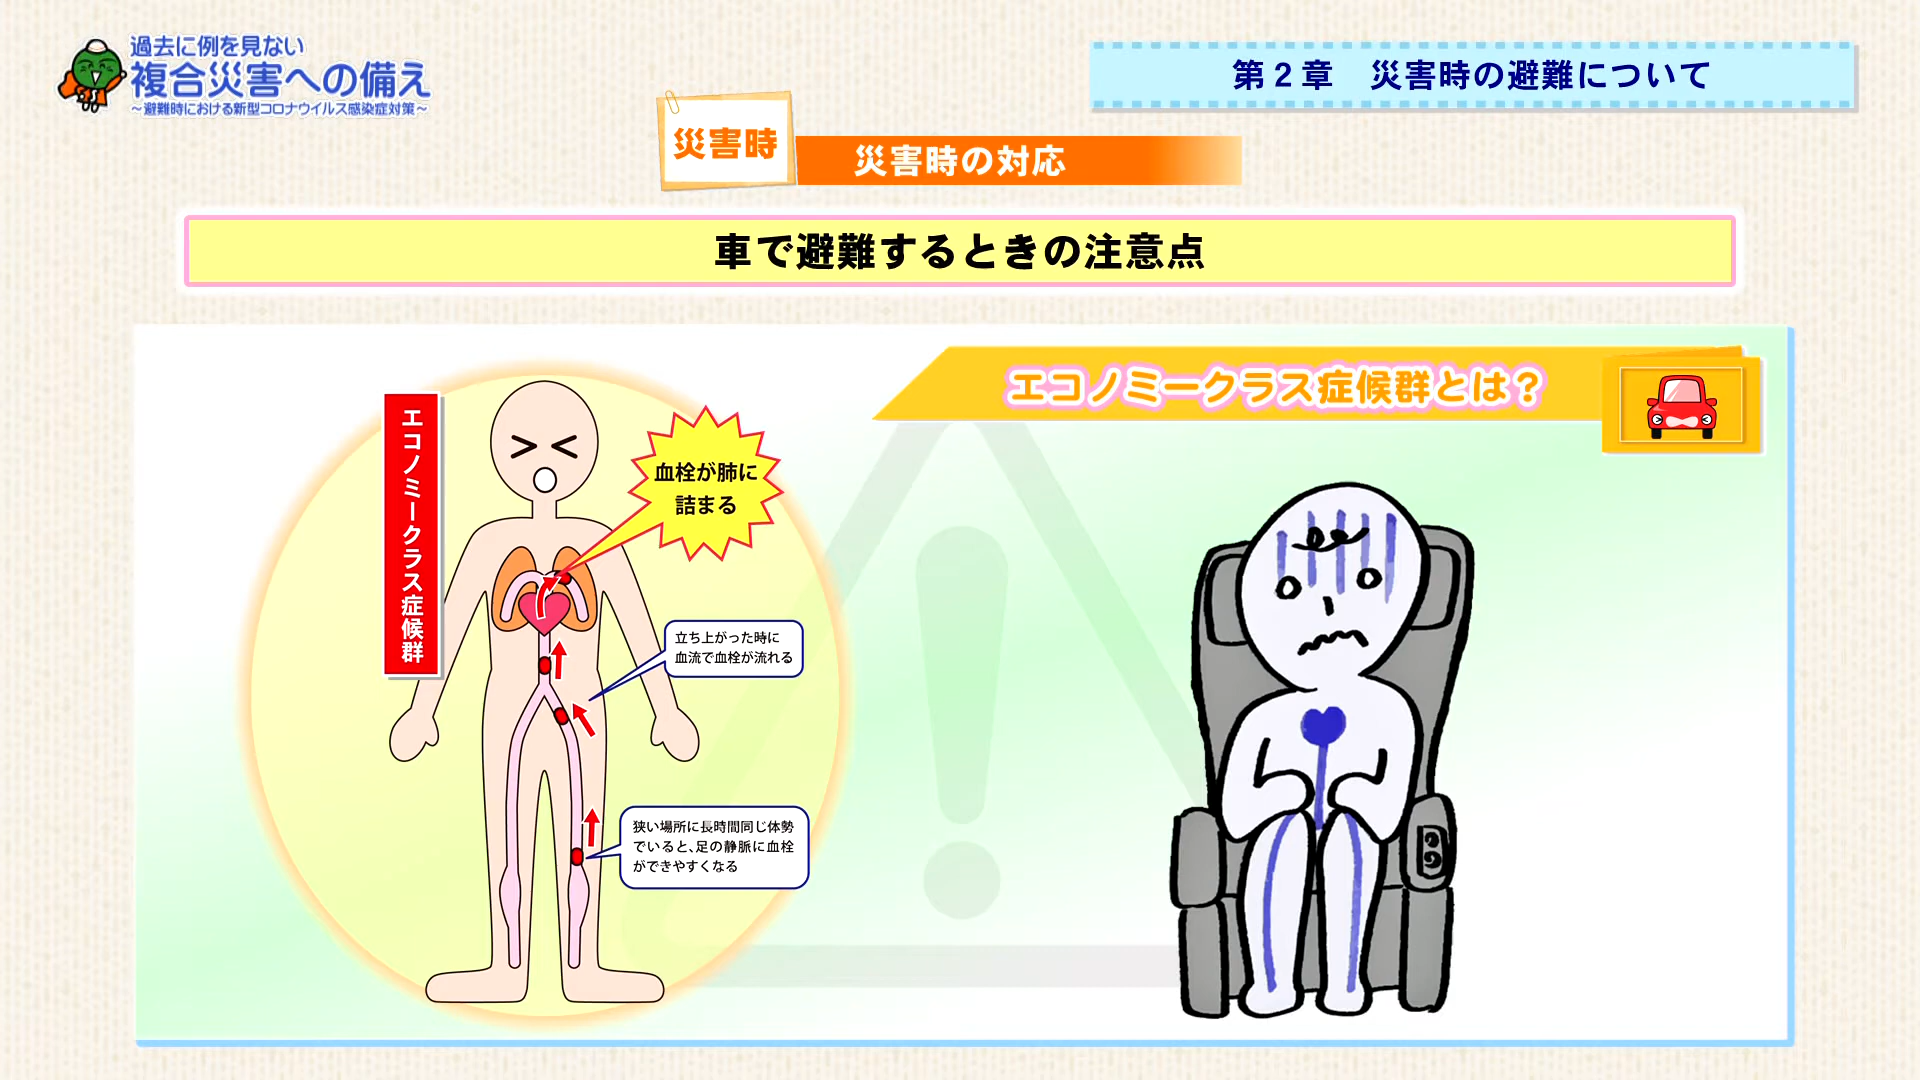 過去に例を見ない
複合災害への備え
～避難時における新型コロナウイルス感染症対策～
第２章　災害時の避難について
災害時
災害時の対応
車で避難するときの注意点
エコノミークラス症候群とは？
エコノミークラス症候群
血栓が肺に
詰まる
立ち上がった時に
血流で血栓が流れる
狭い場所に長時間同じ体勢
でいると、足の静脈に血栓
ができやすくなる